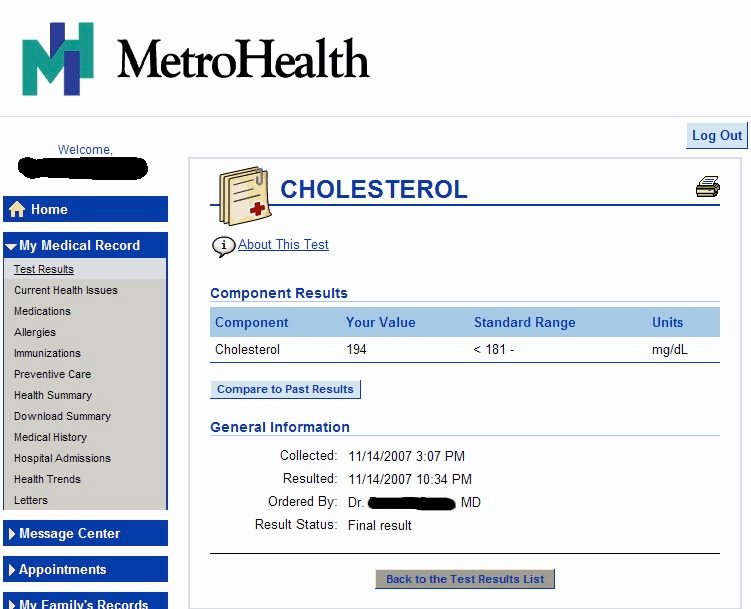 MetroHealth
Log Out
Welcome,
Home
My Medical Record
Test Results
Current Health Issues
Medications
Allergies
Immunizations
Preventive Care
Health Summary
Download Summary
Medical History
Hospital Admissions
Health Trends
Letters
Message Center
Appointments
My Family's Records
CHOLESTEROL
i About This Test
Component Results
Component Your Value Standard Range Units
Cholesterol 194 < 181 - mg/dL
Compare to Past Results
General Information
Collected: 11/14/2007 3:07 PM
Resulted: 11/14/2007 10:34 PM
Ordered By: Dr. MD
Result Status: Final result
Back to the Test Results List